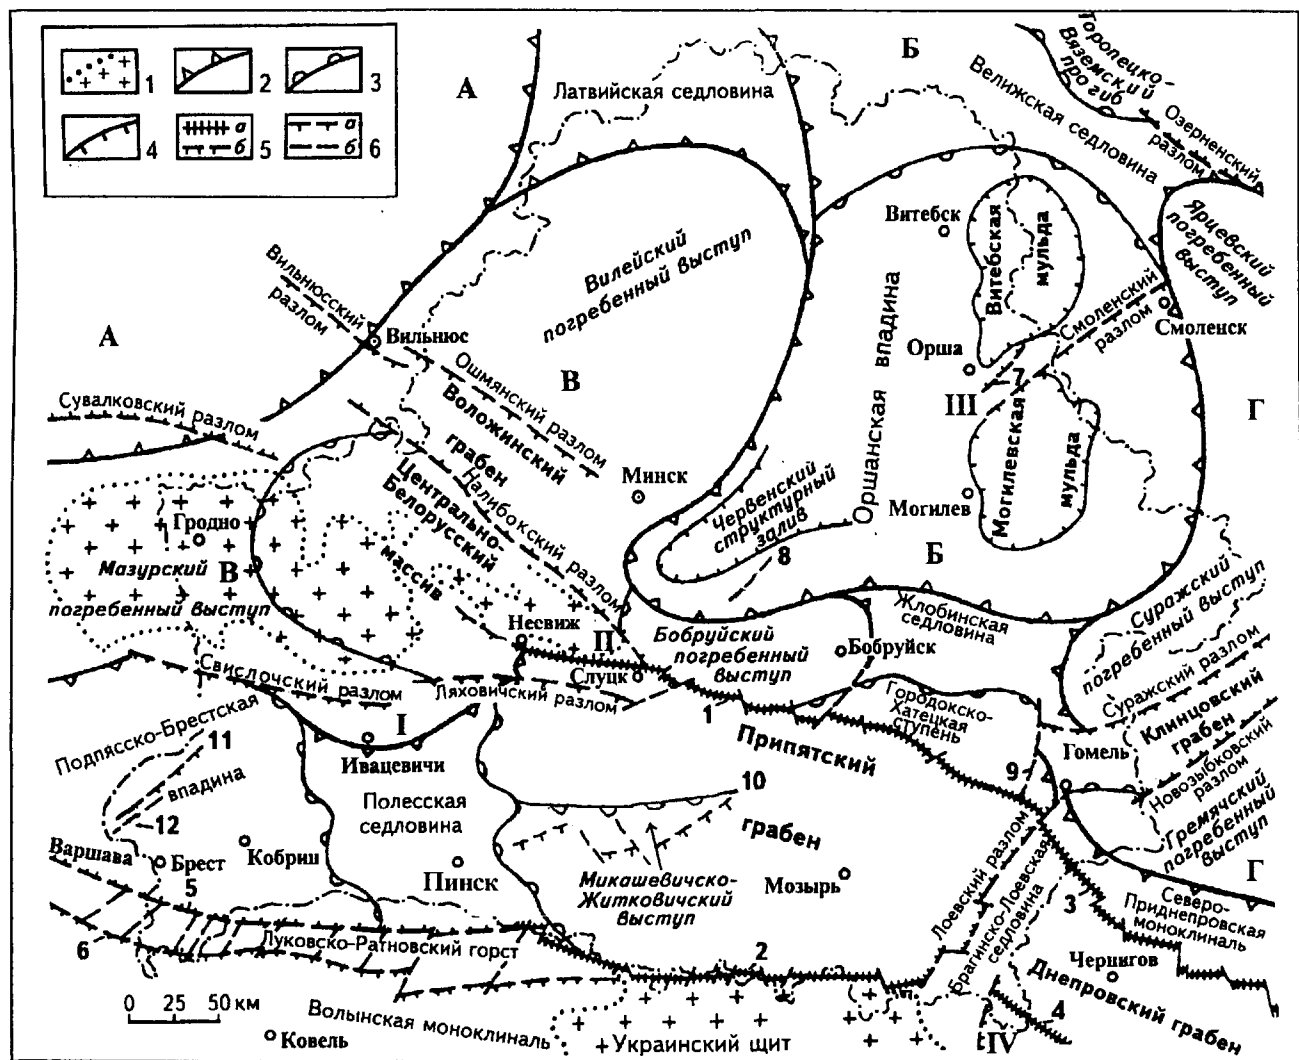 1
2
3
4
а
б
5
а
б
6
А
Б
Торопецко-
Вяземский
прогиб
Латвийская седловина
Велижская седловина
Озерненский
разлом
Витебск
Витебская
мульда
Ярцевский
погребенный
выступ
Вилейский
погребенный выступ
Вильнюсский
разлом
Вильнюс
А
Смоленский
разлом
Смоленск
Оршанская впадина
Орша
7
III
Ошмянский разлом
В
Воложинский
грабен
Сувалковский разлом
Г
Могилевская
мульда
Налибокский разлом
Центрально-
Белорусский
массив
Минск
Червенский
структурный
залив
8
Могилев
Гродно
Мазурский
В
погребенный выступ
Б
Жлобинская
седловина
Суражский
погребенный выступ
Несвиж
II
Слуцк
Бобруйский
погребенный
выступ
Бобруйск
Свислочский разлом
Ляховичский разлом
1
Городокско-
Хатецкая
ступень
Суражский разлом
Клинцовский
грабен
I
Ивацевичи
Припятский
грабен
Гомель
9
Новозыбковский
разлом
Подлясско-Брестская
впадина
11
12
Полесская
седловина
10
Гремячский
погребенный
выступ
Г
Варшава
Брест
Кобрин
5
Пинск
Микашевичско-
Житковичский
выступ
Мозырь
Лоевский разлом
Брагинско-Лоевская
седловина
3
Северо-
Приднепровская
моноклиналь
6
Луковско-Ратновский горст
2
Чернигов
Днепровский грабен
4
0 25 50 км
Волынская моноклиналь
Ковель
Украинский щит
IV